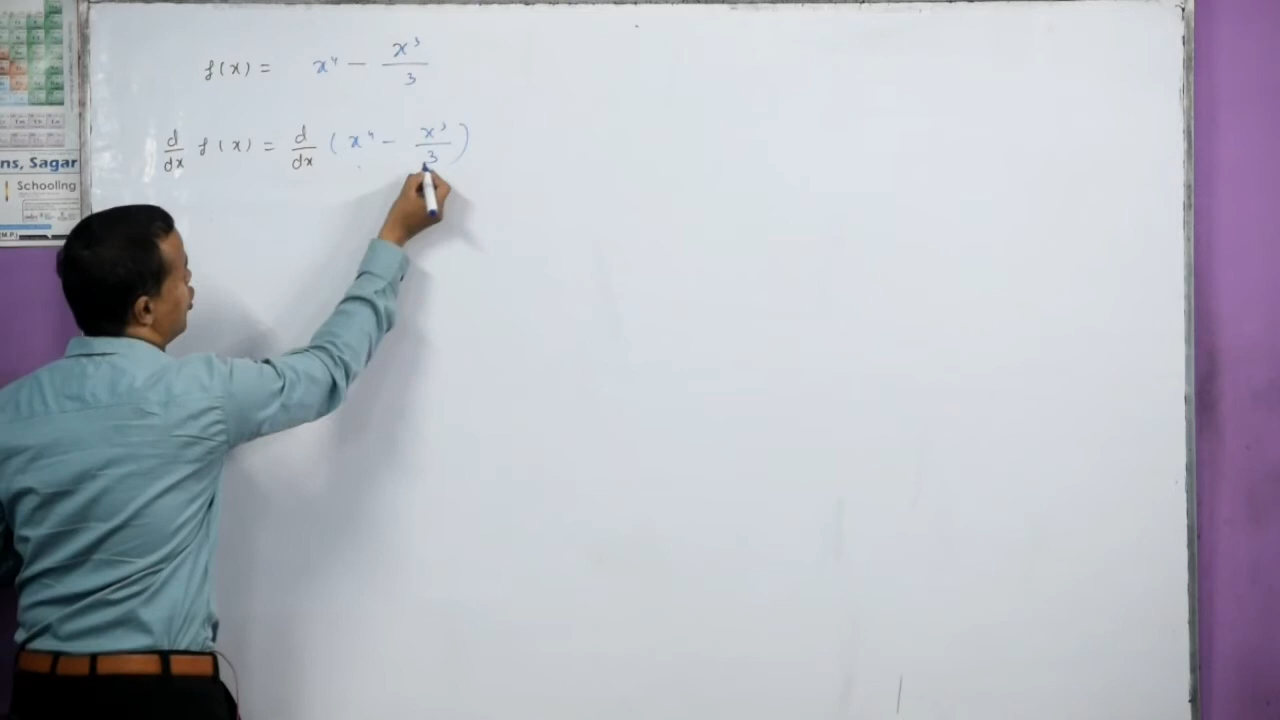 f(x) = x⁴ − x³/3
d/dx f(x) = d/dx (x⁴ − x³/3)
ns, Sagar
Schooling
(M.P.)